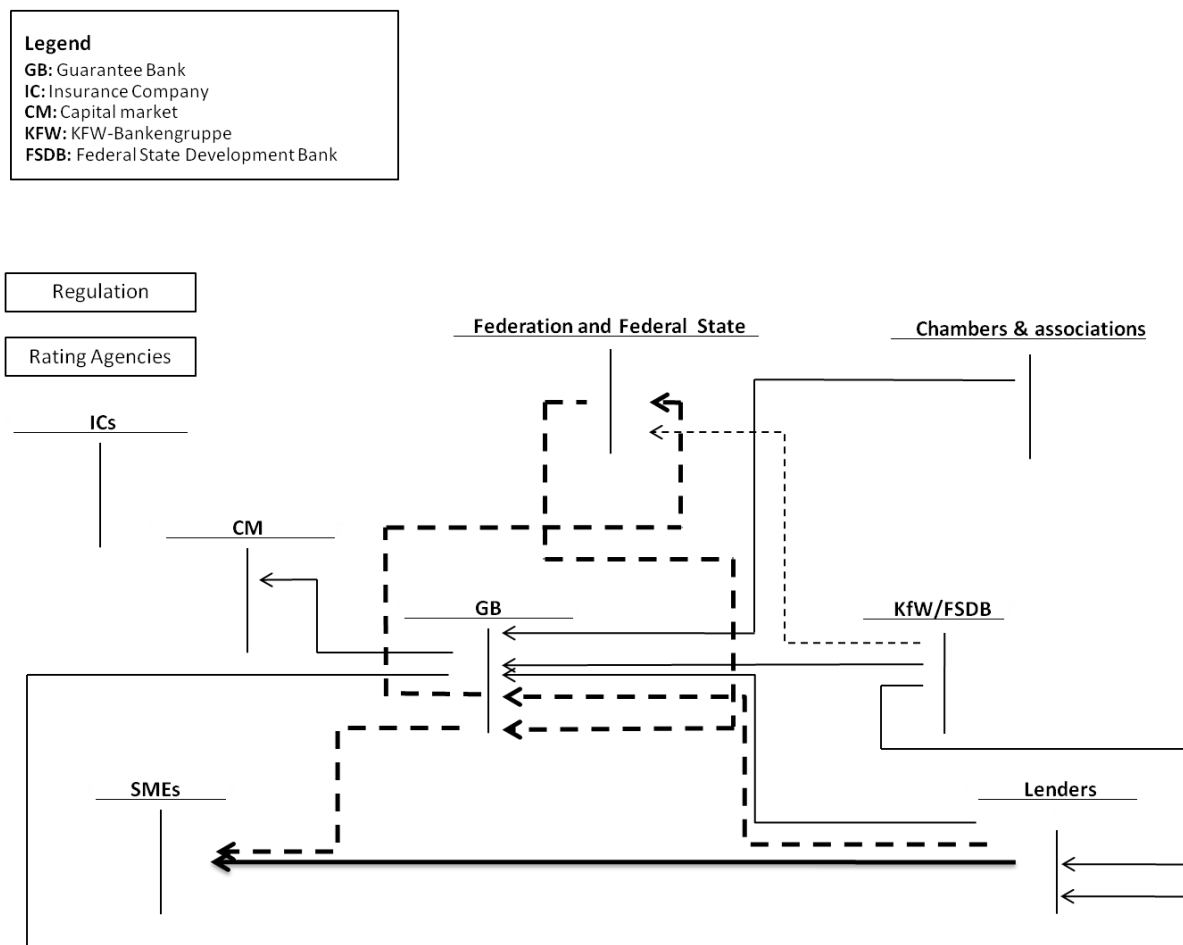 Legend
GB: Guarantee Bank
IC: Insurance Company
CM: Capital market
KFW: KFW-Bankengruppe
FSDB: Federal State Development Bank
Regulation
Federation and Federal State
Chambers & associations
Rating Agencies
ICs
CM
GB
KfW/FSDB
SMEs
Lenders